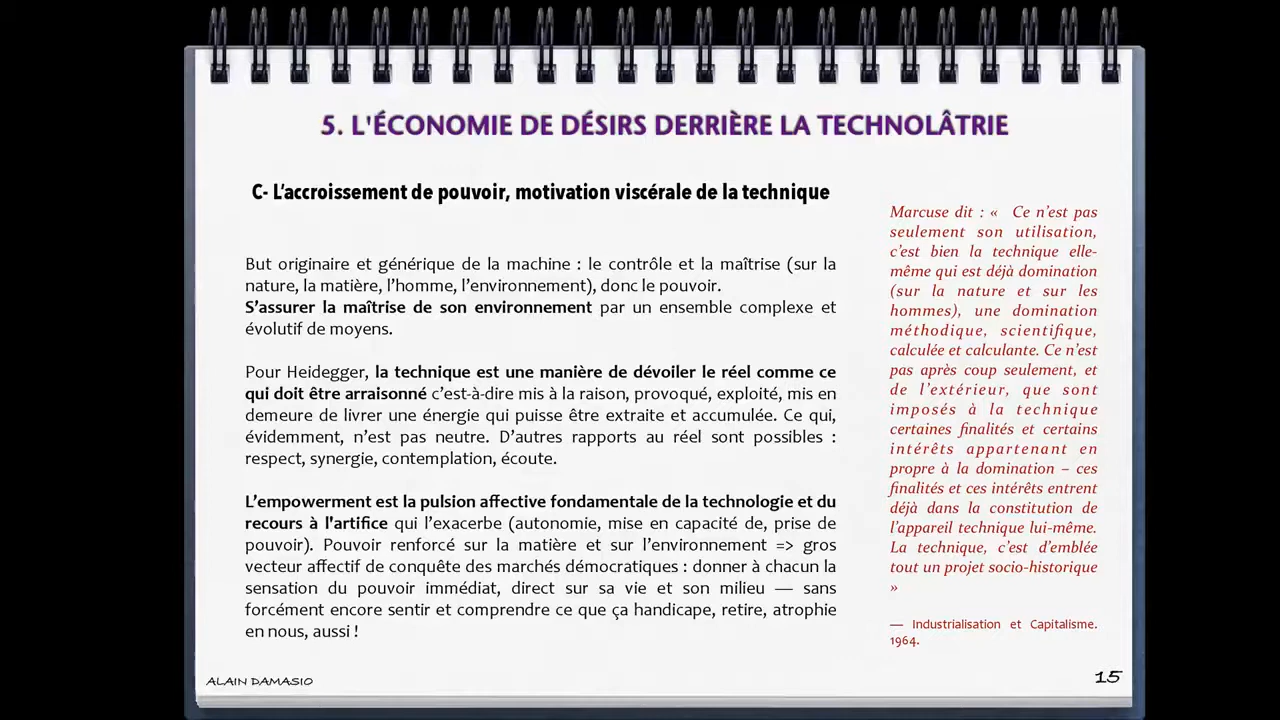 5. L'ÉCONOMIE DE DÉSIRS DERRIÈRE LA TECHNOLÂTRIE
C- L’accroissement de pouvoir, motivation viscérale de la technique
But originaire et générique de la machine : le contrôle et la maîtrise (sur la
nature, la matière, l’homme, l’environnement), donc le pouvoir.
S’assurer la maîtrise de son environnement par un ensemble complexe et
évolutif de moyens.
Pour Heidegger, la technique est une manière de dévoiler le réel comme ce
qui doit être arraisonné c’est-à-dire mis à la raison, provoqué, exploité, mis en
demeure de livrer une énergie qui puisse être extraite et accumulée. Ce qui,
évidemment, n’est pas neutre. D’autres rapports au réel sont possibles :
respect, synergie, contemplation, écoute.
L’empowerment est la pulsion affective fondamentale de la technologie et du
recours à l'artifice qui l’exacerbe (autonomie, mise en capacité de, prise de
pouvoir). Pouvoir renforcé sur la matière et sur l’environnement => gros
vecteur affectif de conquête des marchés démocratiques : donner à chacun la
sensation du pouvoir immédiat, direct sur sa vie et son milieu — sans
forcément encore sentir et comprendre ce que ça handicape, retire, atrophie
en nous, aussi !
Marcuse dit : « Ce n’est pas
seulement son utilisation,
c’est bien la technique elle-
même qui est déjà domination
(sur la nature et sur les
hommes), une domination
méthodique, scientifique,
calculée et calculante. Ce n’est
pas après coup seulement, et
de l’extérieur, que sont
imposés à la technique
certaines finalités et certains
intérêts appartenant en
propre à la domination – ces
finalités et ces intérêts entrent
déjà dans la constitution de
l’appareil technique lui-même.
La technique, c’est d’emblée
tout un projet socio-historique
»
— Industrialisation et Capitalisme.
1964.
ALAIN DAMASIO
15